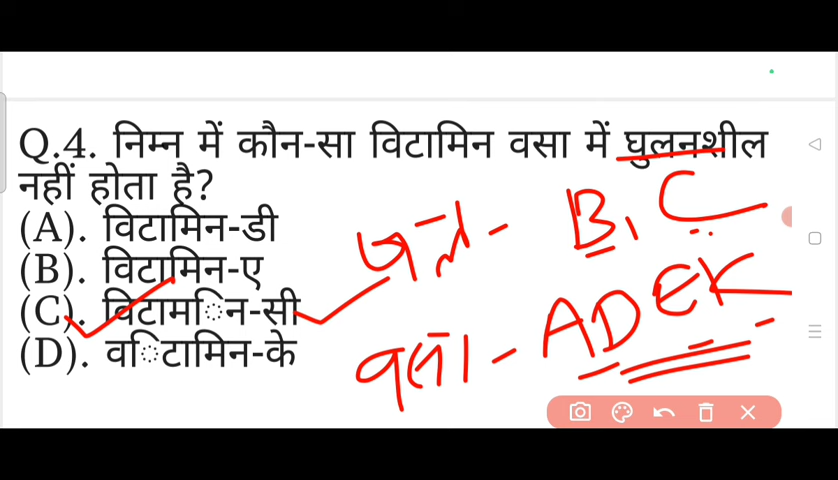 Q.4. निम्न में कौन-सा विटामिन वसा में घुलनशील
नहीं होता है?
(A). विटामिन-डी
(B). विटामिन-ए
(C). विटामिन-सी
(D). विटामिन-के
जल - B, C
वसा - ADEK